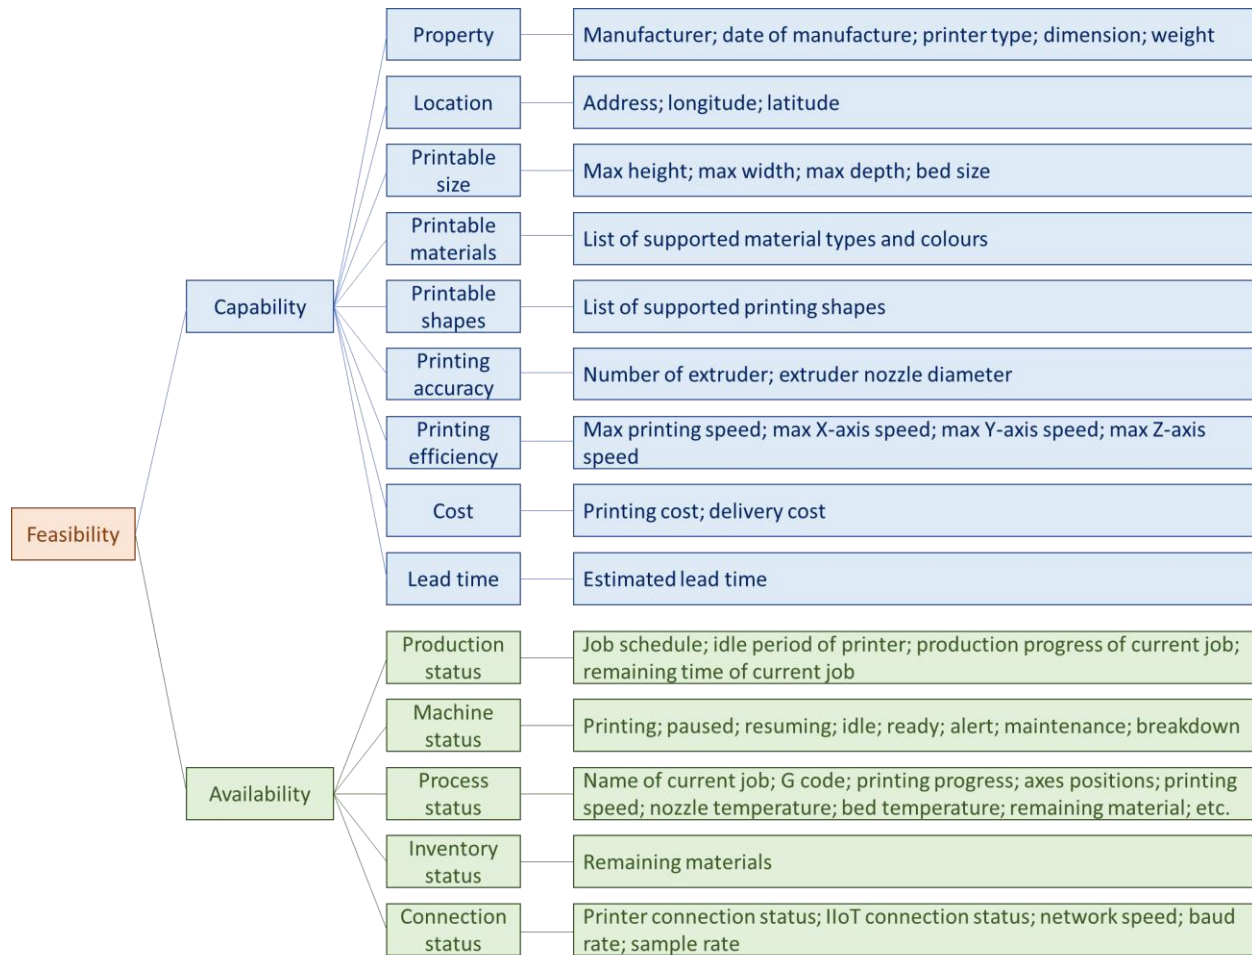 Property
Manufacturer; date of manufacture; printer type; dimension; weight
Location
Address; longitude; latitude
Printable
size
Max height; max width; max depth; bed size
Printable
materials
List of supported material types and colours
Capability
Printable
shapes
List of supported printing shapes
Printing
accuracy
Number of extruder; extruder nozzle diameter
Printing
efficiency
Max printing speed; max X-axis speed; max Y-axis speed; max Z-axis
speed
Cost
Printing cost; delivery cost
Feasibility
Lead time
Estimated lead time
Production
status
Job schedule; idle period of printer; production progress of current job;
remaining time of current job
Machine
status
Printing; paused; resuming; idle; ready; alert; maintenance; breakdown
Availability
Process
status
Name of current job; G code; printing progress; axes positions; printing
speed; nozzle temperature; bed temperature; remaining material; etc.
Inventory
status
Remaining materials
Connection
status
Printer connection status; IIoT connection status; network speed; baud
rate; sample rate